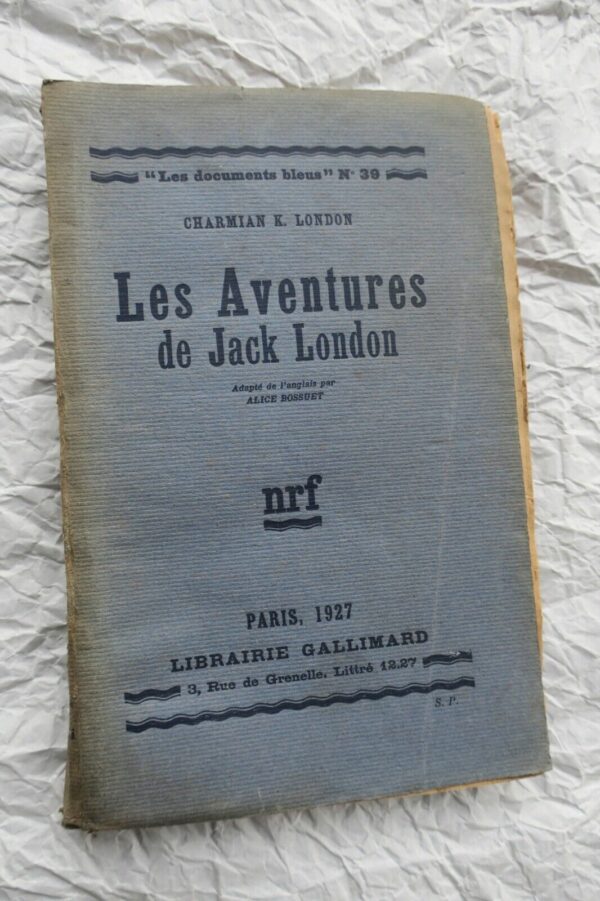 "Les documents bleus" N° 39
CHARMIAN K. LONDON
Les Aventures
de Jack London
Adapté de l'anglais par
ALICE BOSSUET
nrf
PARIS, 1927
LIBRAIRIE GALLIMARD
3, Rue de Grenelle. Littré 12.27
S. P.